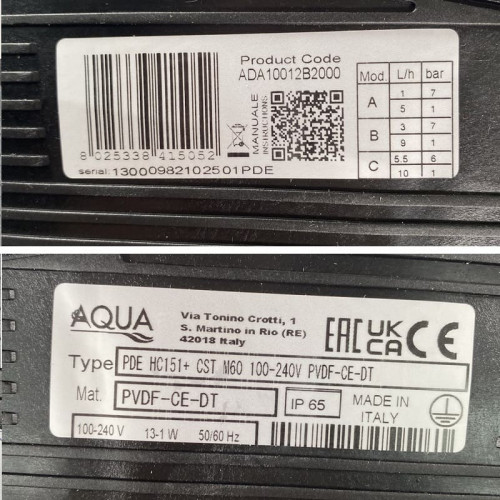 Product Code
ADA10012B2000
MANUALE
INSTRUCTIONS
8 025338 415052
serial: 13000982102501PDE
Mod. L/h bar
A 1 7
5 1
B 3 7
9 1
C 5.5 6
10 1
AQUA
Via Tonino Crotti, 1
S. Martino in Rio (RE)
42018 Italy
EAC UK CA CE
Type PDE HC151+ CST M60 100-240V PVDF-CE-DT
Mat. PVDF-CE-DT IP 65 MADE IN
ITALY
100-240 V 13-1 W 50/60 Hz